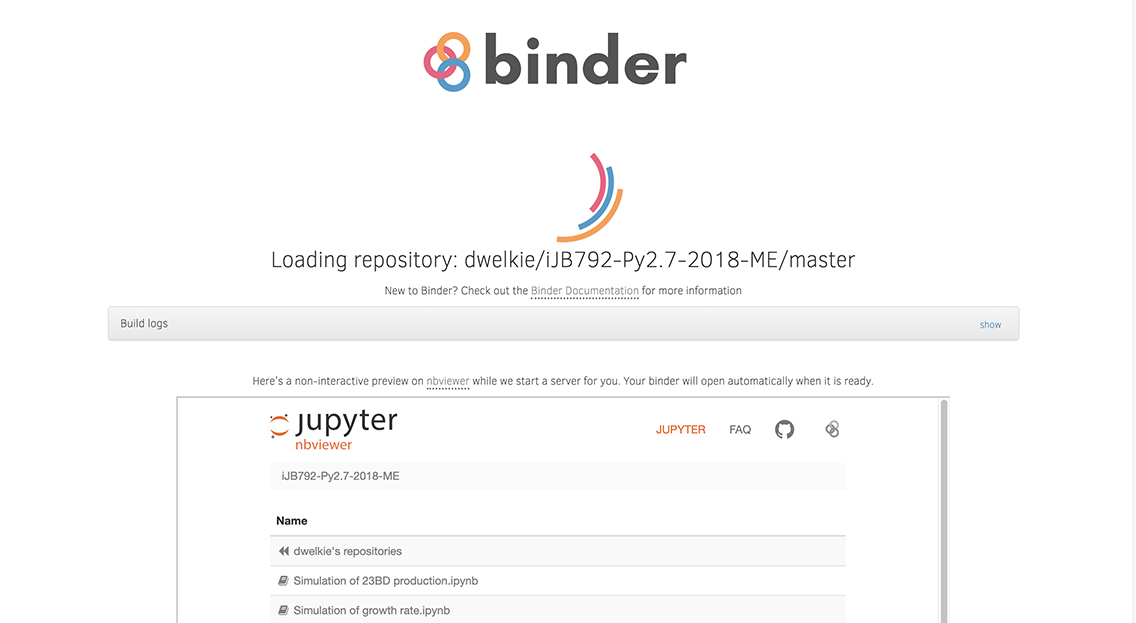 binder
Loading repository: dwelkie/iJB792-Py2.7-2018-ME/master
New to Binder? Check out the Binder Documentation for more information
Build logs show
Here's a non-interactive preview on nbviewer while we start a server for you. Your binder will open automatically when it is ready.
jupyter
nbviewer
JUPYTER FAQ
iJB792-Py2.7-2018-ME
Name
dwelkie's repositories
Simulation of 23BD production.ipynb
Simulation of growth rate.ipynb